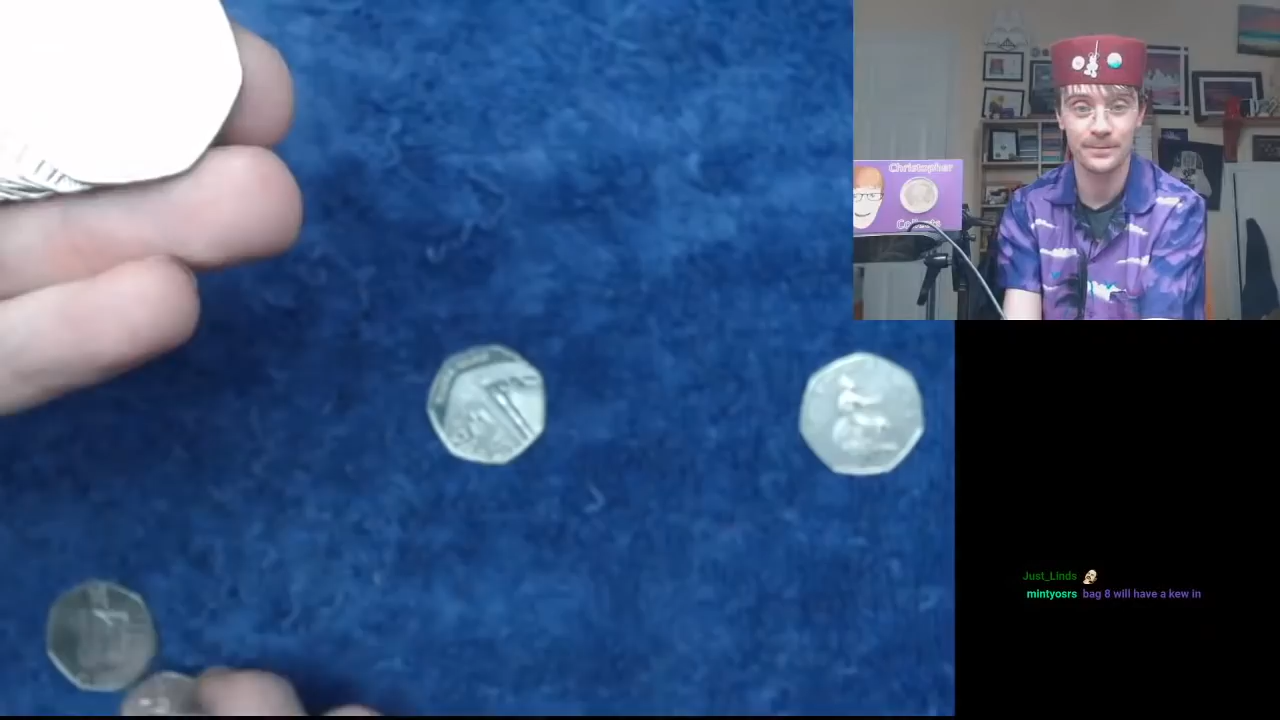 Christopher
Collects
Just_Linds
mintyosrs bag 8 will have a kew in